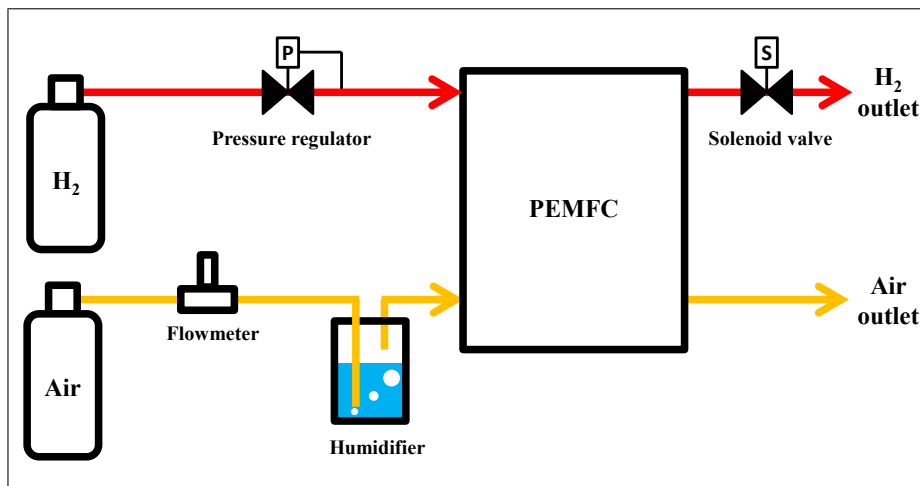 P
S
H₂
outlet
Pressure regulator
Solenoid valve
H₂
PEMFC
Air
outlet
Flowmeter
Air
Humidifier